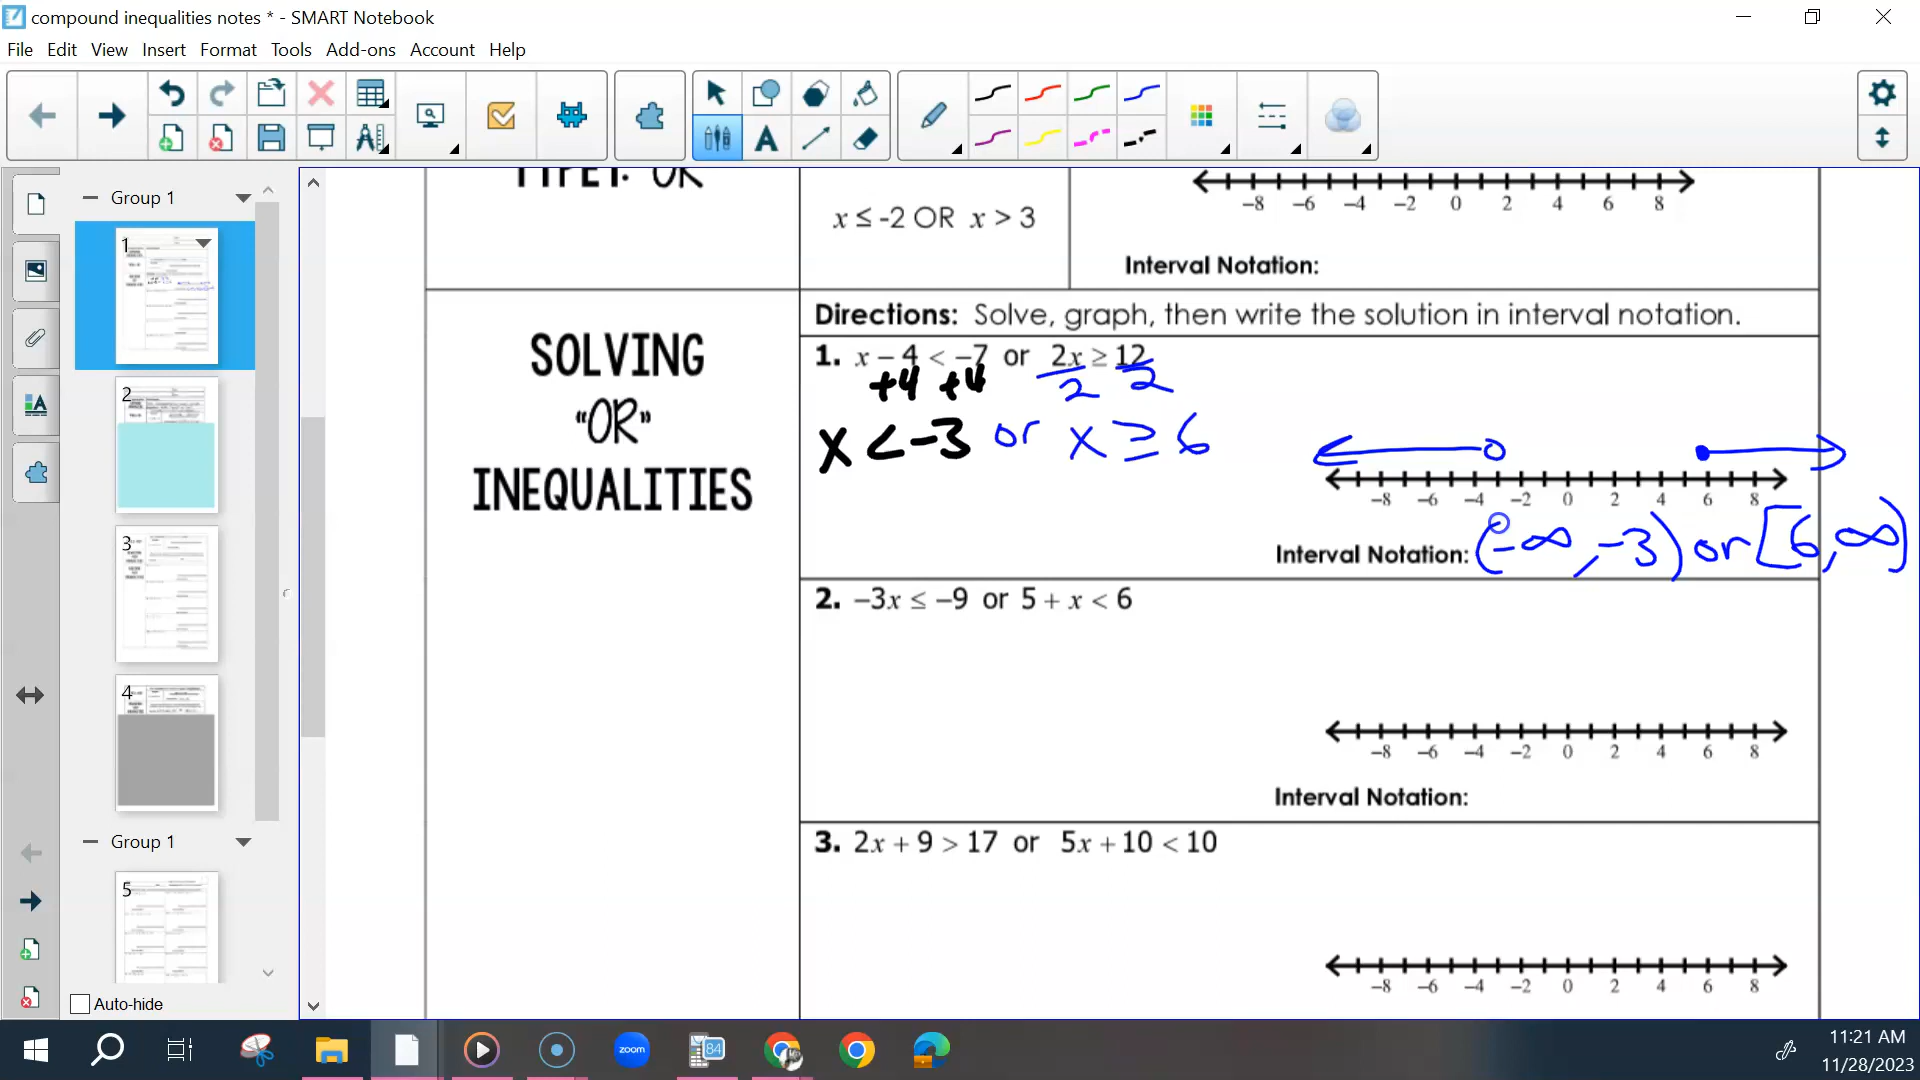 compound inequalities notes * - SMART Notebook
File Edit View Insert Format Tools Add-ons Account Help
Group 1
1
2
3
4
Group 1
5
Auto-hide
x ≤ -2 OR x > 3
-8 -6 -4 -2 0 2 4 6 8
Interval Notation:
SOLVING
"OR"
INEQUALITIES
Directions: Solve, graph, then write the solution in interval notation.
1. x – 4 < –7 or 2x ≥ 12
+4 +4 2 2
x < -3 or x ≥ 6
-8 -6 -4 -2 0 2 4 6 8
Interval Notation: (-∞, -3) or [6, ∞)
2. –3x ≤ –9 or 5 + x < 6
-8 -6 -4 -2 0 2 4 6 8
Interval Notation:
3. 2x + 9 > 17 or 5x + 10 < 10
-8 -6 -4 -2 0 2 4 6 8
zoom
84
11:21 AM
11/28/2023